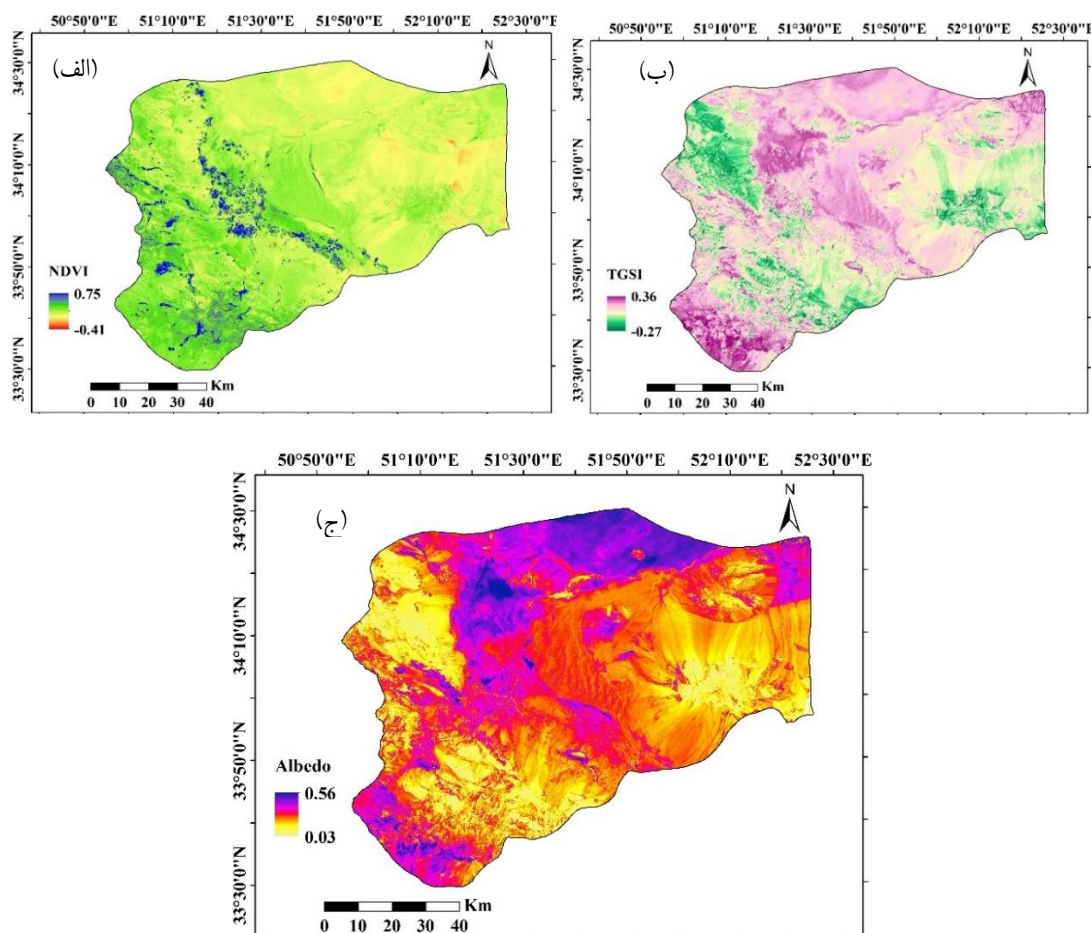 50°50'0"E 51°10'0"E 51°30'0"E 51°50'0"E 52°10'0"E 52°30'0"E
34°30'0"N
34°10'0"N
33°50'0"N
33°30'0"N
(الف)
N
NDVI
0.75
-0.41
Km
0 10 20 30 40
50°50'0"E 51°10'0"E 51°30'0"E 51°50'0"E 52°10'0"E 52°30'0"E
34°30'0"N
34°10'0"N
33°50'0"N
33°30'0"N
(ب)
N
TGSI
0.36
-0.27
Km
0 10 20 30 40
50°50'0"E 51°10'0"E 51°30'0"E 51°50'0"E 52°10'0"E 52°30'0"E
34°30'0"N
34°10'0"N
33°50'0"N
33°30'0"N
(ج)
N
Albedo
0.56
0.03
Km
0 10 20 30 40